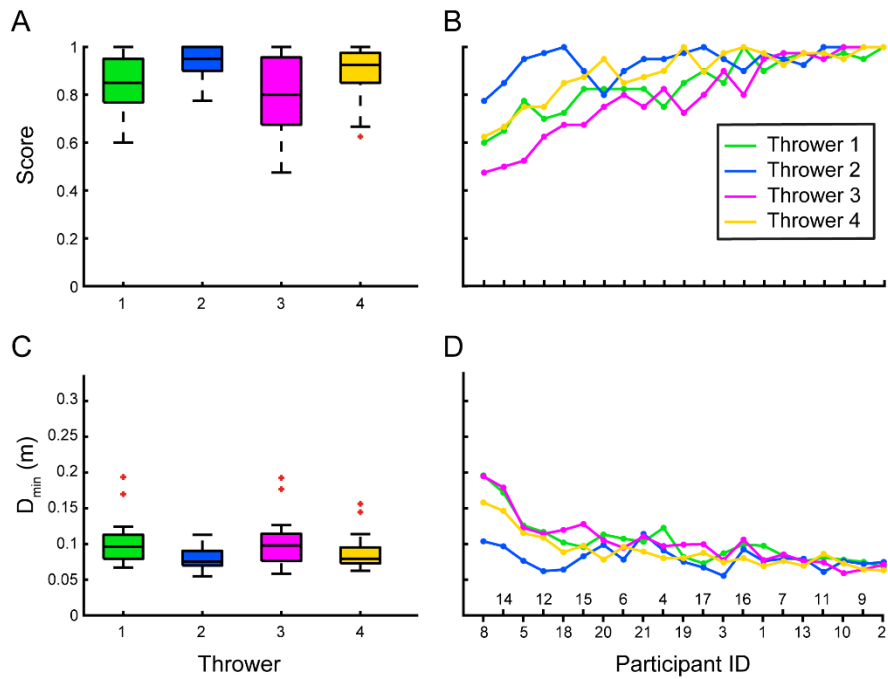 A
B
1
0.8
0.6
0.4
0.2
0
Score
1 2 3 4
Thrower 1
Thrower 2
Thrower 3
Thrower 4
C
D
0.3
0.25
0.2
0.15
0.1
0.05
0
Dmin (m)
1 2 3 4
Thrower
14 12 15 6 4 17 16 7 11 9
8 5 18 20 21 19 3 1 13 10 2
Participant ID